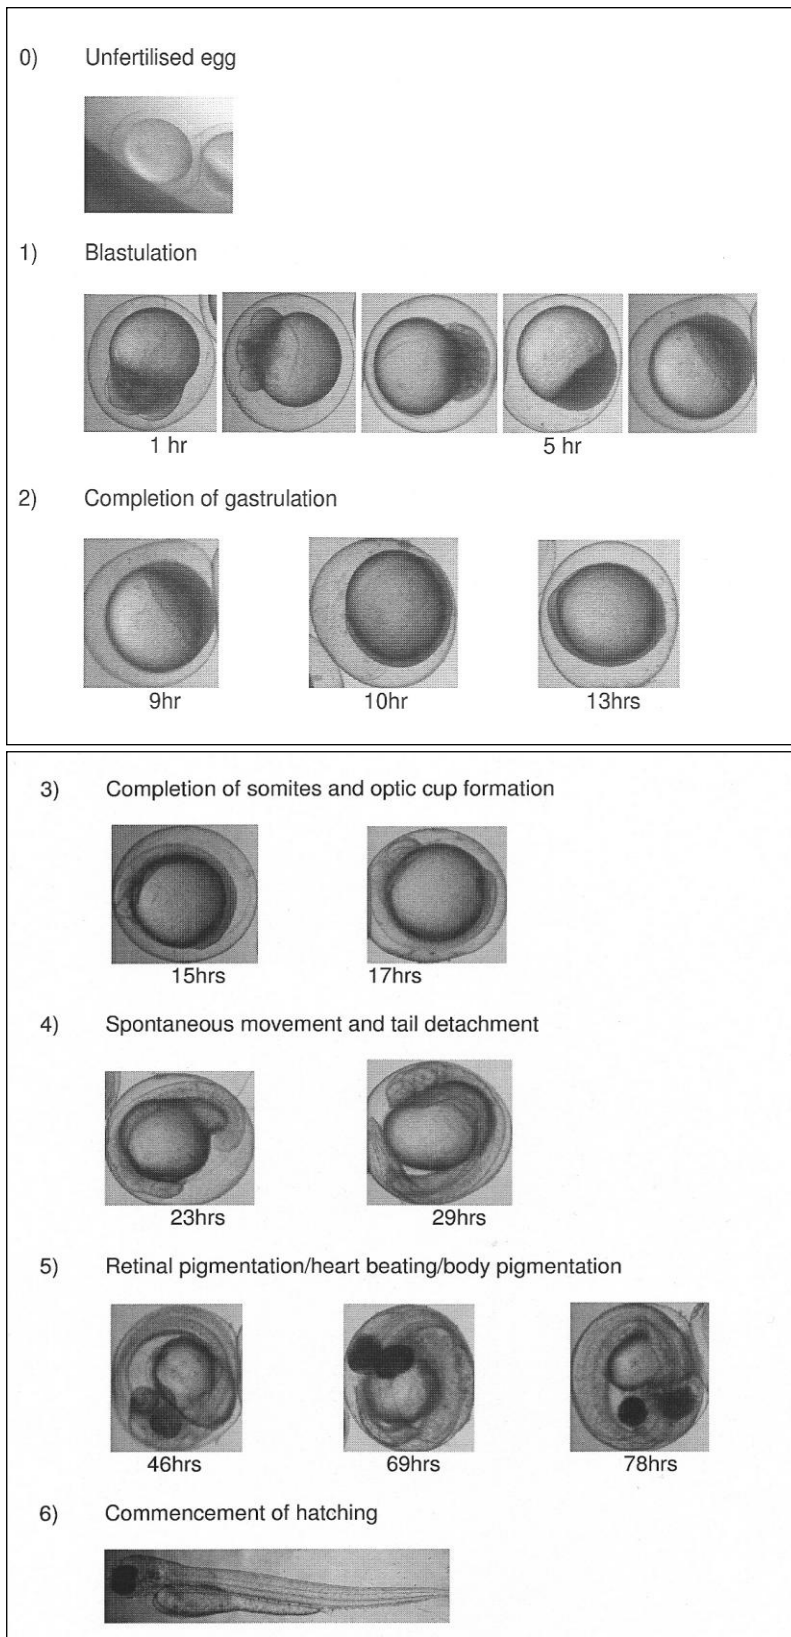 0) Unfertilised egg
1) Blastulation
1 hr 5 hr
2) Completion of gastrulation
9hr 10hr 13hrs
3) Completion of somites and optic cup formation
15hrs 17hrs
4) Spontaneous movement and tail detachment
23hrs 29hrs
5) Retinal pigmentation/heart beating/body pigmentation
46hrs 69hrs 78hrs
6) Commencement of hatching